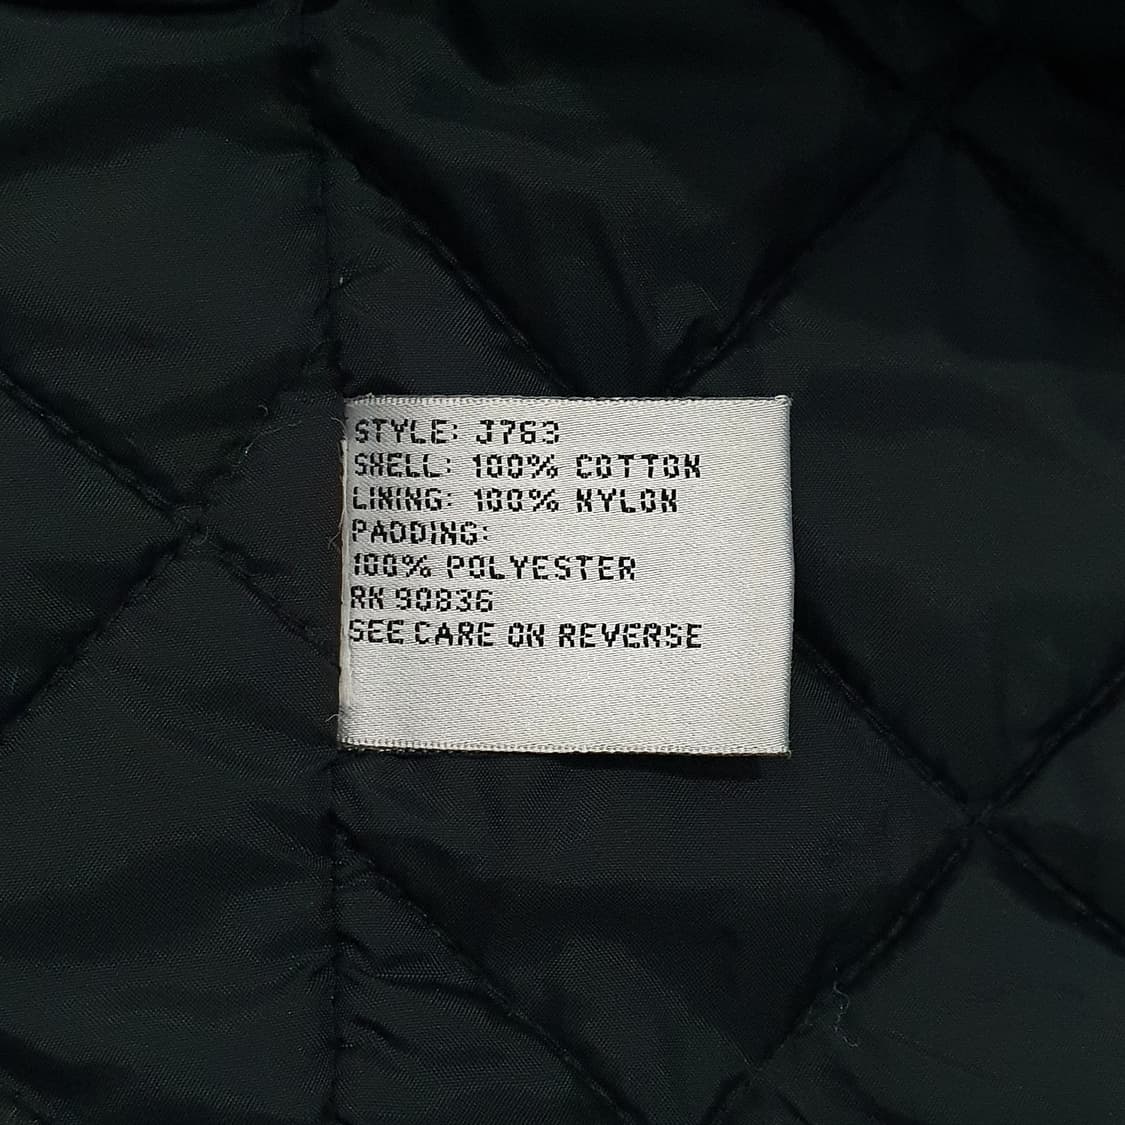 STYLE: J763
SHELL: 100% COTTON
LINING: 100% NYLON
PADDING:
100% POLYESTER
RN 90836
SEE CARE ON REVERSE